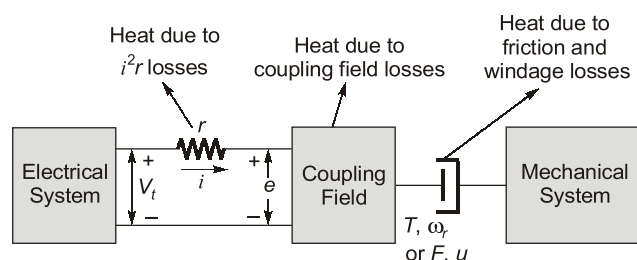 Heat due to
i²r losses
Heat due to
coupling field losses
Heat due to
friction and
windage losses
Electrical
System
+
V_t
–
r
i
+
e
–
Coupling
Field
T, ω_r
or F, u
Mechanical
System